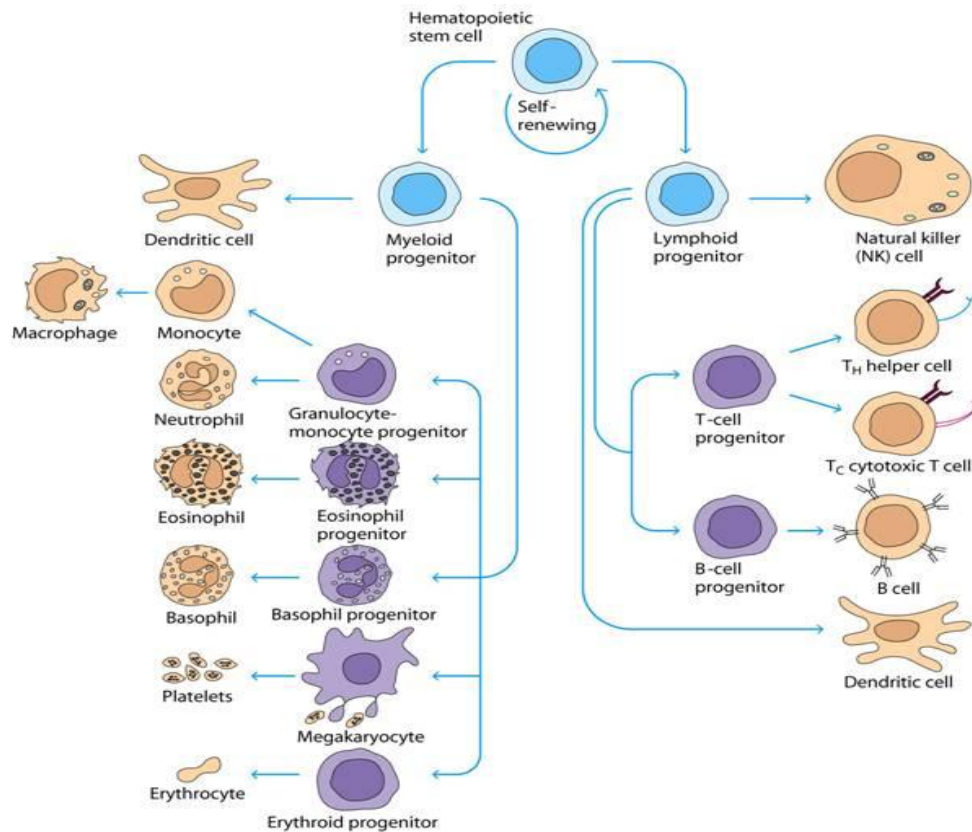 Hematopoietic
stem cell
Self-
renewing
Dendritic cell
Myeloid
progenitor
Lymphoid
progenitor
Natural killer
(NK) cell
Macrophage
Monocyte
TH helper cell
Neutrophil
Granulocyte-
monocyte progenitor
T-cell
progenitor
TC cytotoxic T cell
Eosinophil
Eosinophil
progenitor
B-cell
progenitor
B cell
Basophil
Basophil progenitor
Dendritic cell
Platelets
Megakaryocyte
Erythrocyte
Erythroid progenitor